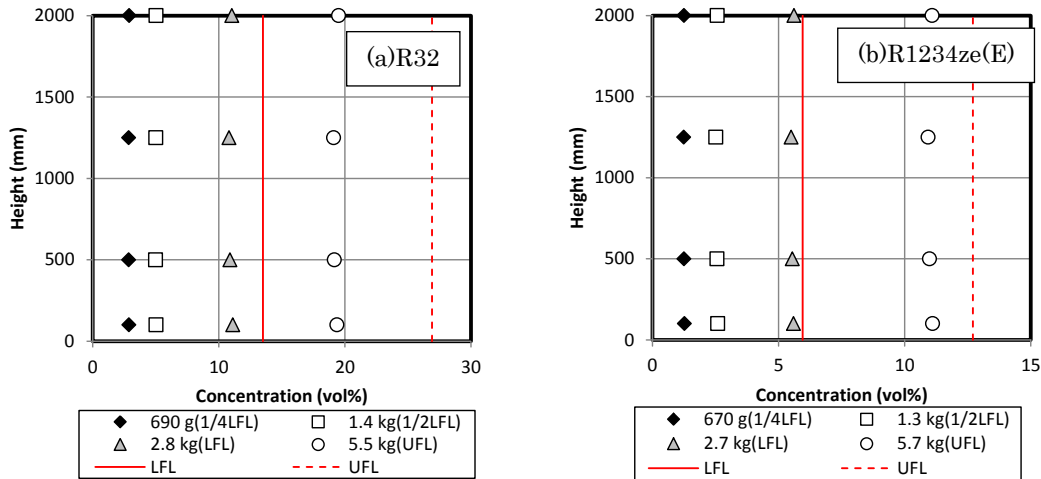 2000
1500
1000
500
0
Height (mm)
(a)R32
0 10 20 30
Concentration (vol%)
690 g(1/4LFL) 1.4 kg(1/2LFL)
2.8 kg(LFL) 5.5 kg(UFL)
LFL UFL
2000
1500
1000
500
0
Height (mm)
(b)R1234ze(E)
0 5 10 15
Concentration (vol%)
670 g(1/4LFL) 1.3 kg(1/2LFL)
2.7 kg(LFL) 5.7 kg(UFL)
LFL UFL